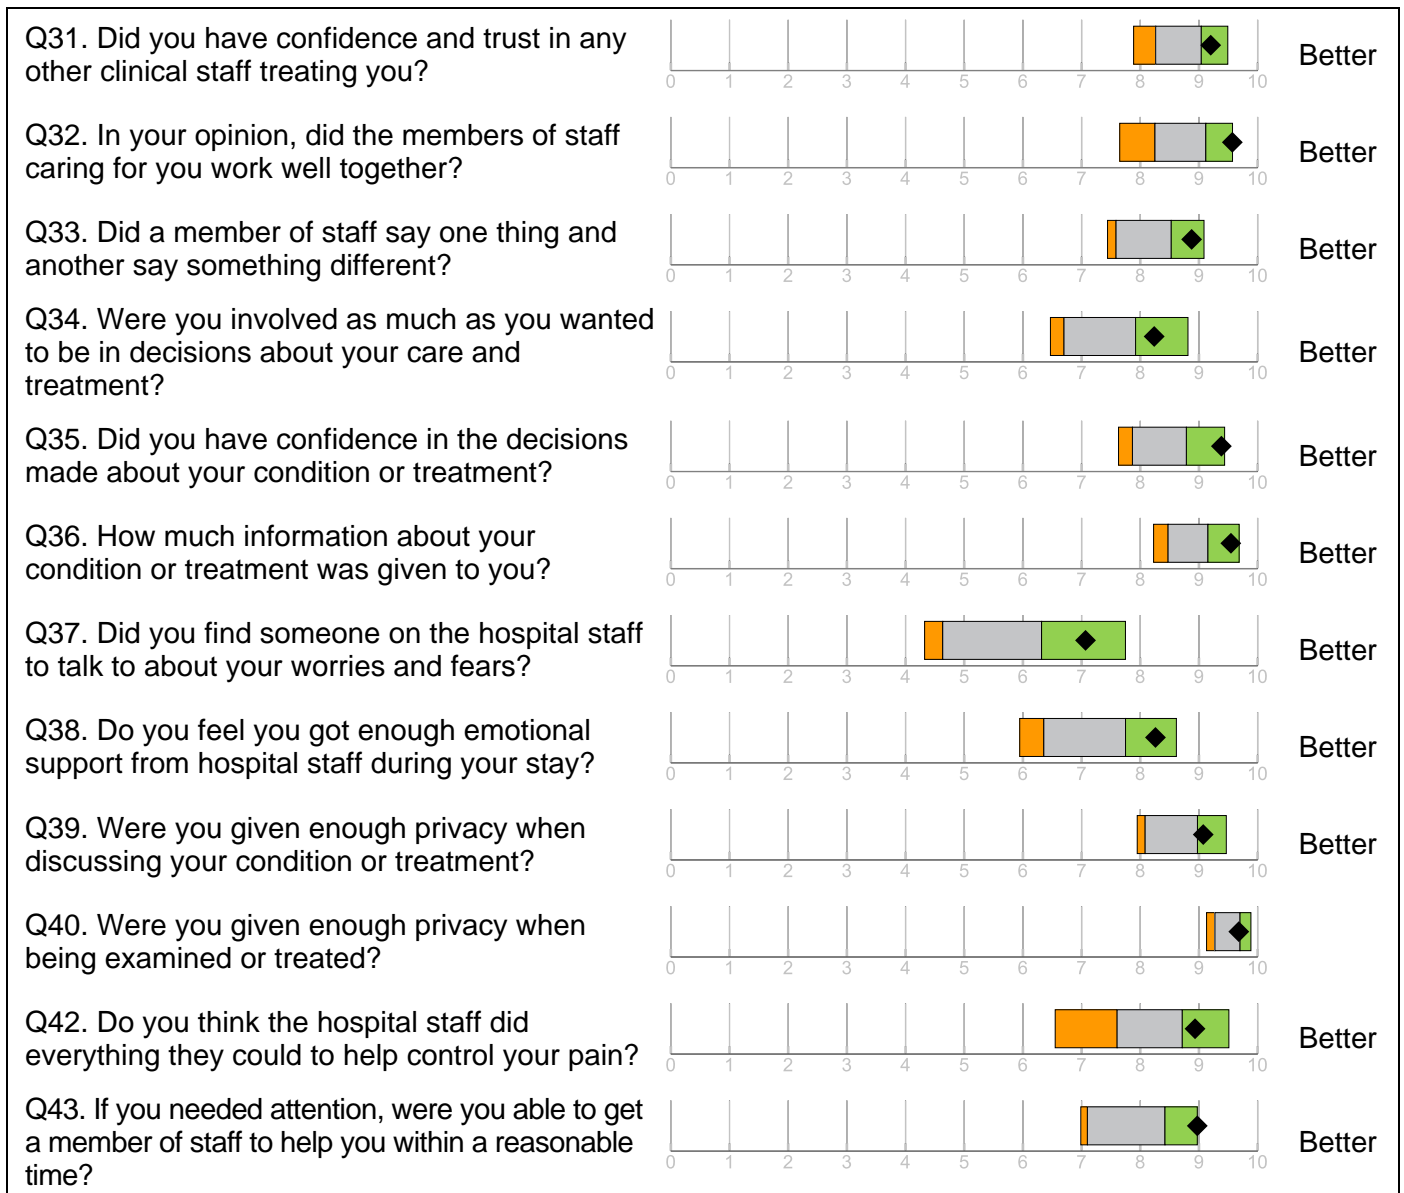 Q31. Did you have confidence and trust in any
other clinical staff treating you?
0 1 2 3 4 5 6 7 8 9 10
Better
Q32. In your opinion, did the members of staff
caring for you work well together?
0 1 2 3 4 5 6 7 8 9 10
Better
Q33. Did a member of staff say one thing and
another say something different?
0 1 2 3 4 5 6 7 8 9 10
Better
Q34. Were you involved as much as you wanted
to be in decisions about your care and
treatment?
0 1 2 3 4 5 6 7 8 9 10
Better
Q35. Did you have confidence in the decisions
made about your condition or treatment?
0 1 2 3 4 5 6 7 8 9 10
Better
Q36. How much information about your
condition or treatment was given to you?
0 1 2 3 4 5 6 7 8 9 10
Better
Q37. Did you find someone on the hospital staff
to talk to about your worries and fears?
0 1 2 3 4 5 6 7 8 9 10
Better
Q38. Do you feel you got enough emotional
support from hospital staff during your stay?
0 1 2 3 4 5 6 7 8 9 10
Better
Q39. Were you given enough privacy when
discussing your condition or treatment?
0 1 2 3 4 5 6 7 8 9 10
Better
Q40. Were you given enough privacy when
being examined or treated?
0 1 2 3 4 5 6 7 8 9 10
Better
Q42. Do you think the hospital staff did
everything they could to help control your pain?
0 1 2 3 4 5 6 7 8 9 10
Better
Q43. If you needed attention, were you able to get
a member of staff to help you within a reasonable
time?
0 1 2 3 4 5 6 7 8 9 10
Better